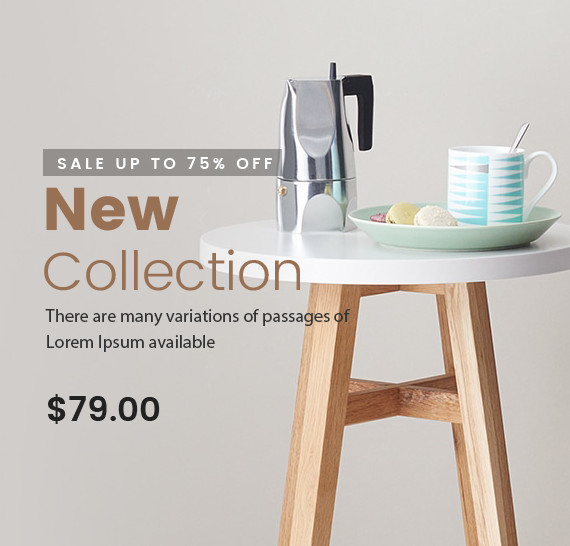 SALE UP TO 75% OFF
New
Collection
There are many variations of passages of
Lorem Ipsum available
$79.00